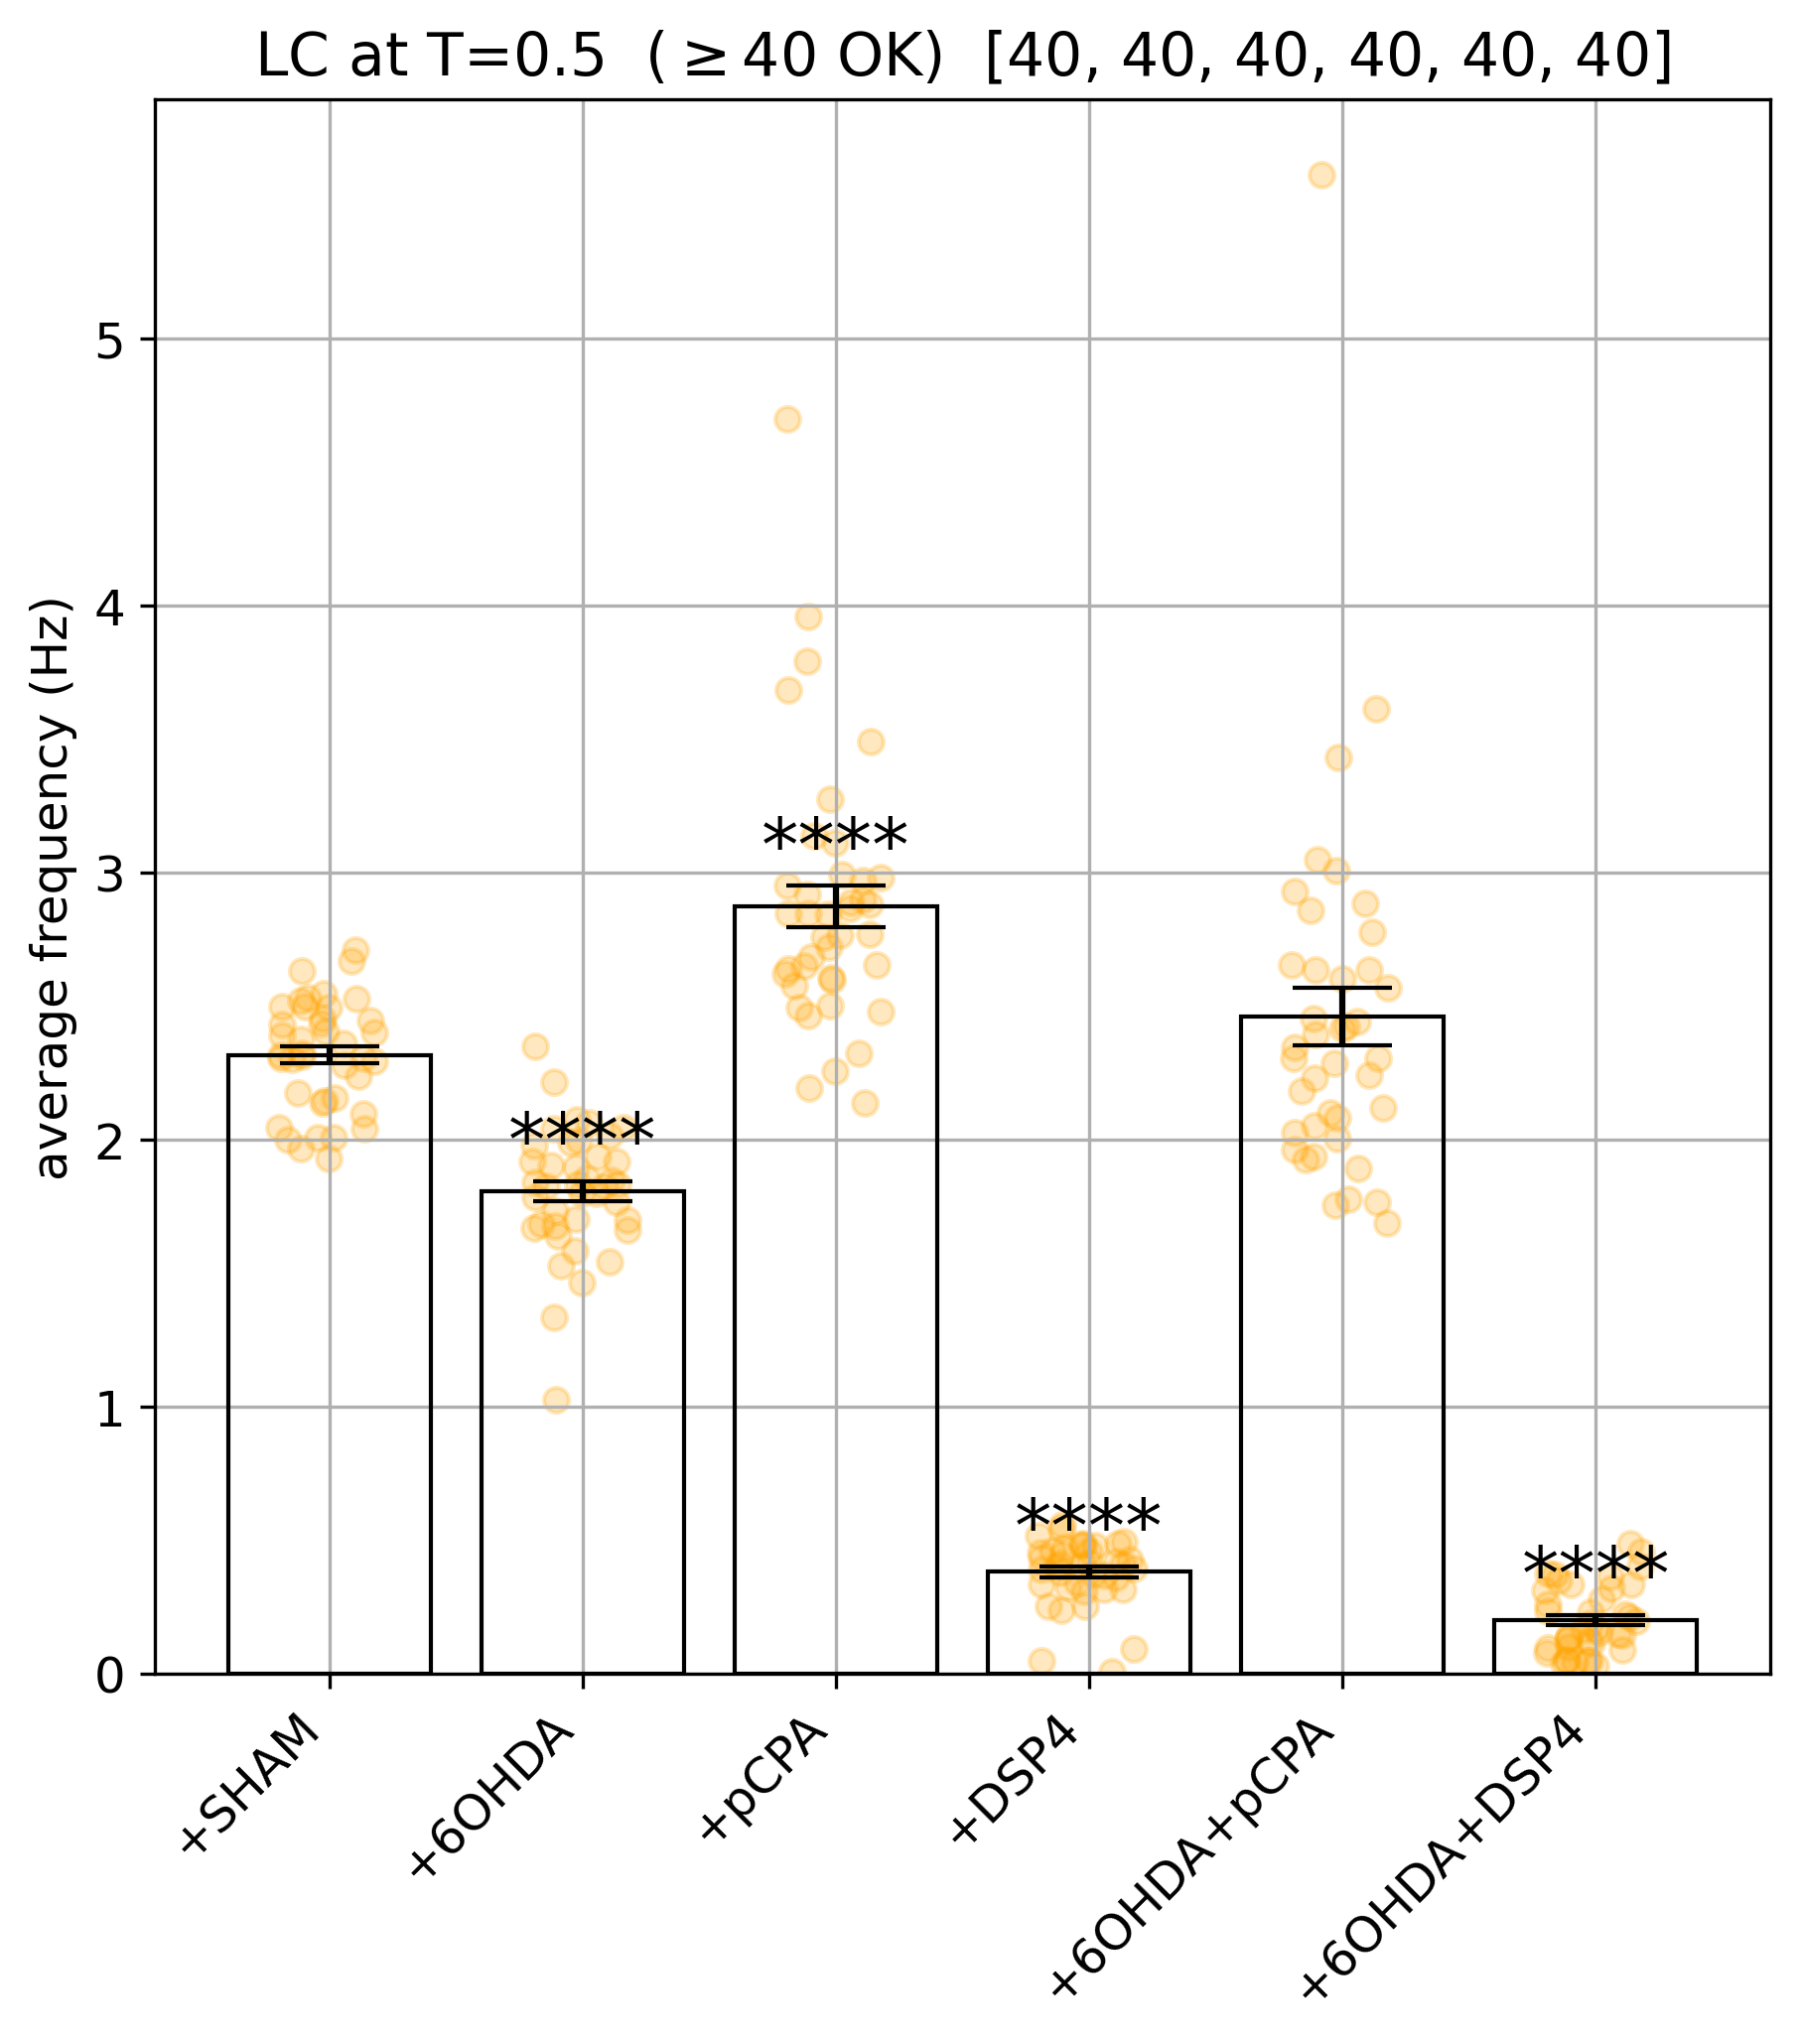 LC at T=0.5 (≥40 OK) [40, 40, 40, 40, 40, 40]
average frequency (Hz)
5
4
3
2
1
0
****
****
****
****
+SHAM
+6OHDA
+pCPA
+DSP4
+6OHDA+pCPA
+6OHDA+DSP4